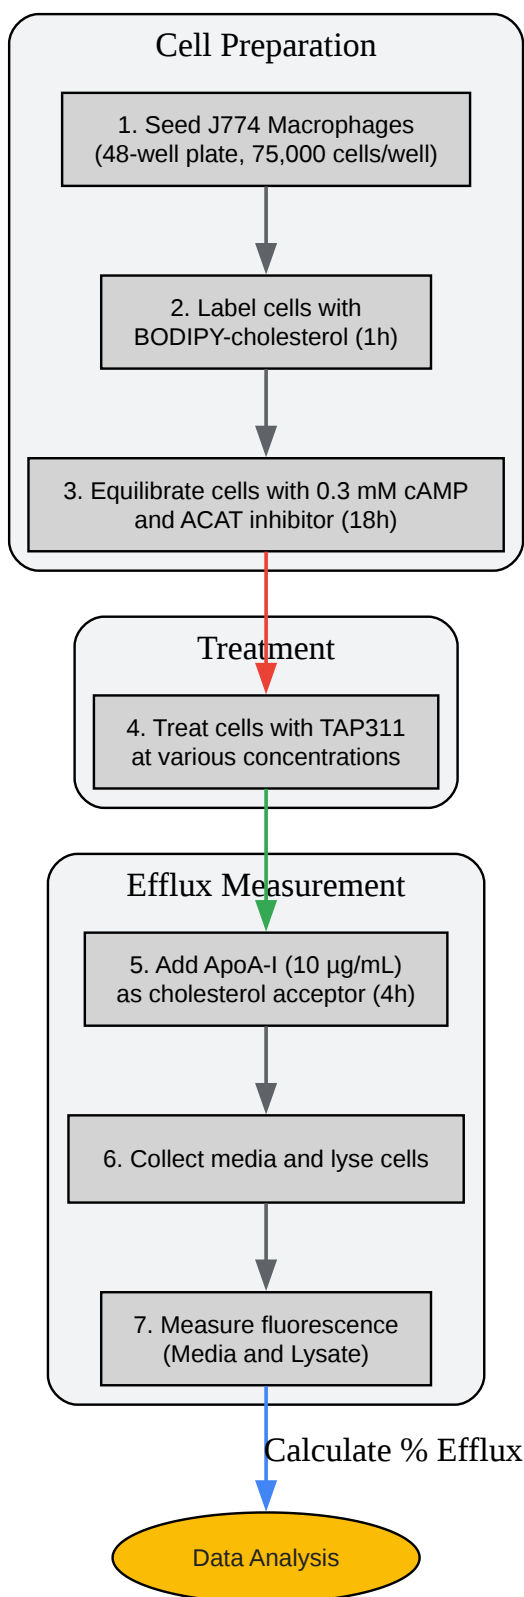 Cell Preparation
1. Seed J774 Macrophages
(48-well plate, 75,000 cells/well)
2. Label cells with
BODIPY-cholesterol (1h)
3. Equilibrate cells with 0.3 mM cAMP
and ACAT inhibitor (18h)
Treatment
4. Treat cells with TAP311
at various concentrations
Efflux Measurement
5. Add ApoA-I (10 µg/mL)
as cholesterol acceptor (4h)
6. Collect media and lyse cells
7. Measure fluorescence
(Media and Lysate)
Calculate % Efflux
Data Analysis